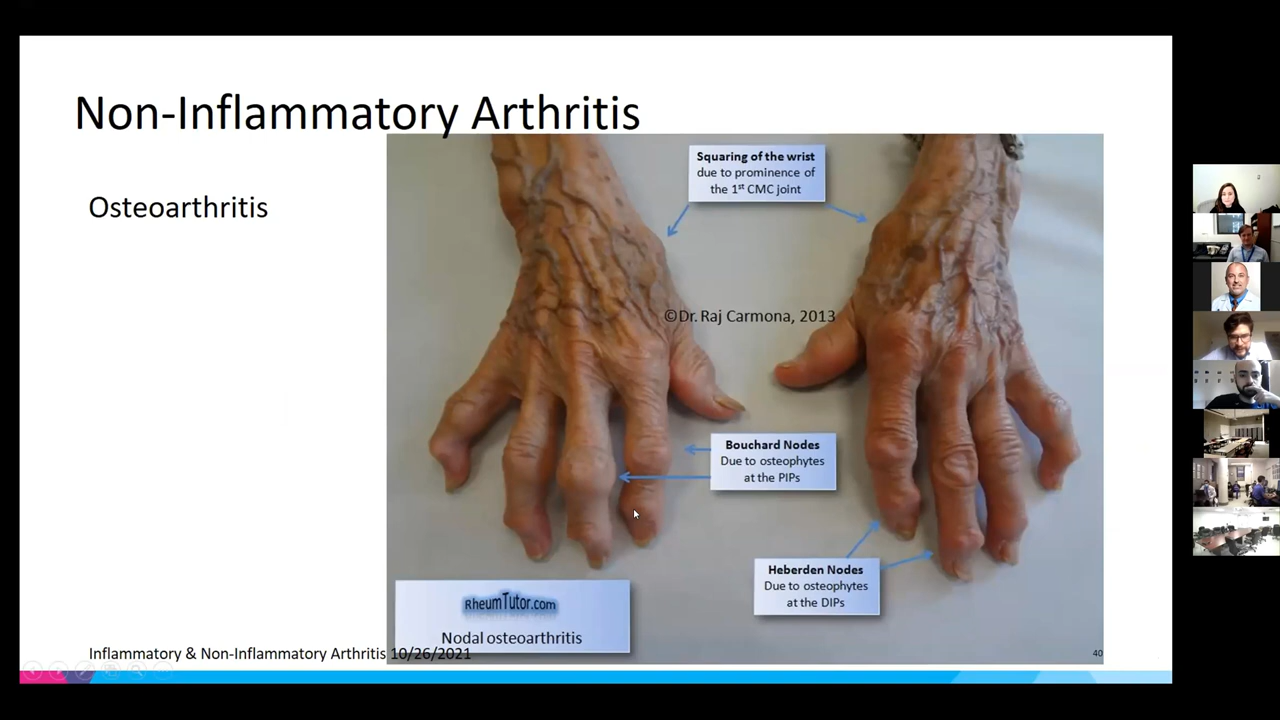 Non-Inflammatory Arthritis
Osteoarthritis
Squaring of the wrist
due to prominence of
the 1st CMC joint
©Dr. Raj Carmona, 2013
Bouchard Nodes
Due to osteophytes
at the PIPs
Heberden Nodes
Due to osteophytes
at the DIPs
RheumTutor.com
Nodal osteoarthritis
Inflammatory & Non-Inflammatory Arthritis 10/26/2021
40